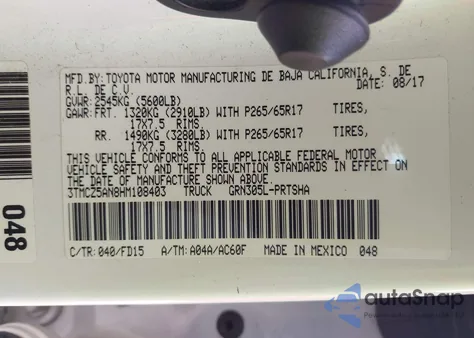 MFD.BY:TOYOTA MOTOR MANUFACTURING DE BAJA CALIFORNIA, S. DE
R.L. DE C.V. DATE: 08/17
GVWR:2545KG (5600LB)
GAWR:FRT. 1320KG (2910LB) WITH P265/65R17 TIRES,
17X7.5 RIMS,
RR. 1490KG (3280LB) WITH P265/65R17 TIRES,
17X7.5 RIMS,
THIS VEHICLE CONFORMS TO ALL APPLICABLE FEDERAL MOTOR
VEHICLE SAFETY AND THEFT PREVENTION STANDARDS IN EFFECT ON
THE DATE OF MANUFACTURE SHOWN ABOVE.
3TMCZ5AN8HM108403 TRUCK GRN305L-PRTSHA
C/TR:040/FD15 A/TM:A04A/AC60F MADE IN MEXICO 048
048
autoSnap